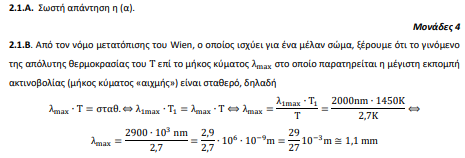 2.1.Α. Σωστή απάντηση η (α).
Μονάδες 4
2.1.Β. Από τον νόμο μετατόπισης του Wien, ο οποίος ισχύει για ένα μέλαν σώμα, ξέρουμε ότι το γινόμενο
της απόλυτης θερμοκρασίας του Τ επί το μήκος κύματος λmax στο οποίο παρατηρείται η μέγιστη εκπομπή
ακτινοβολίας (μήκος κύματος «αιχμής») είναι σταθερό, δηλαδή
λmax · T = σταθ. ⇔ λ1max · T1 = λmax · T ⇔ λmax = (λ1max · T1)/T = (2000nm · 1450K)/(2,7K) ⇔
λmax = (2900 · 10³ nm)/(2,7) = (2,9)/(2,7) · 10⁶ · 10⁻⁹m = (29)/(27) 10⁻³m ≅ 1,1 mm